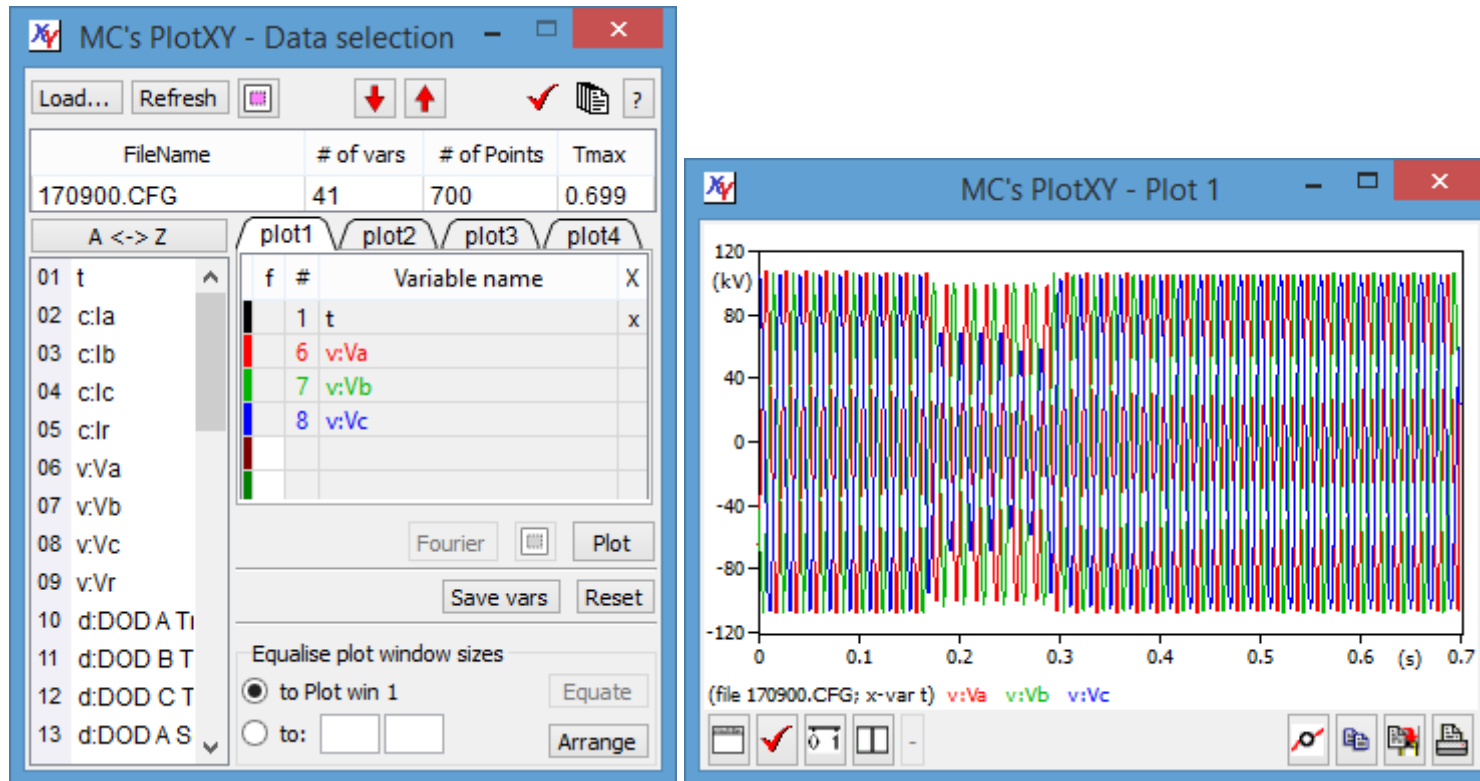 MC's PlotXY - Data selection
Load... Refresh ?
FileName # of vars # of Points Tmax
170900.CFG 41 700 0.699
A <-> Z
01 t
02 c:Ia
03 c:Ib
04 c:Ic
05 c:Ir
06 v:Va
07 v:Vb
08 v:Vc
09 v:Vr
10 d:DOD A Tr
11 d:DOD B T
12 d:DOD C T
13 d:DOD A S
plot1 plot2 plot3 plot4
f # Variable name X
1 t x
6 v:Va
7 v:Vb
8 v:Vc
Fourier Plot
Save vars Reset
Equalise plot window sizes
to Plot win 1 Equate
to: Arrange
MC's PlotXY - Plot 1
120
(kV)
80
40
0
-40
-80
-120
0 0.1 0.2 0.3 0.4 0.5 0.6 (s) 0.7
(file 170900.CFG; x-var t) v:Va v:Vb v:Vc
0 1 -